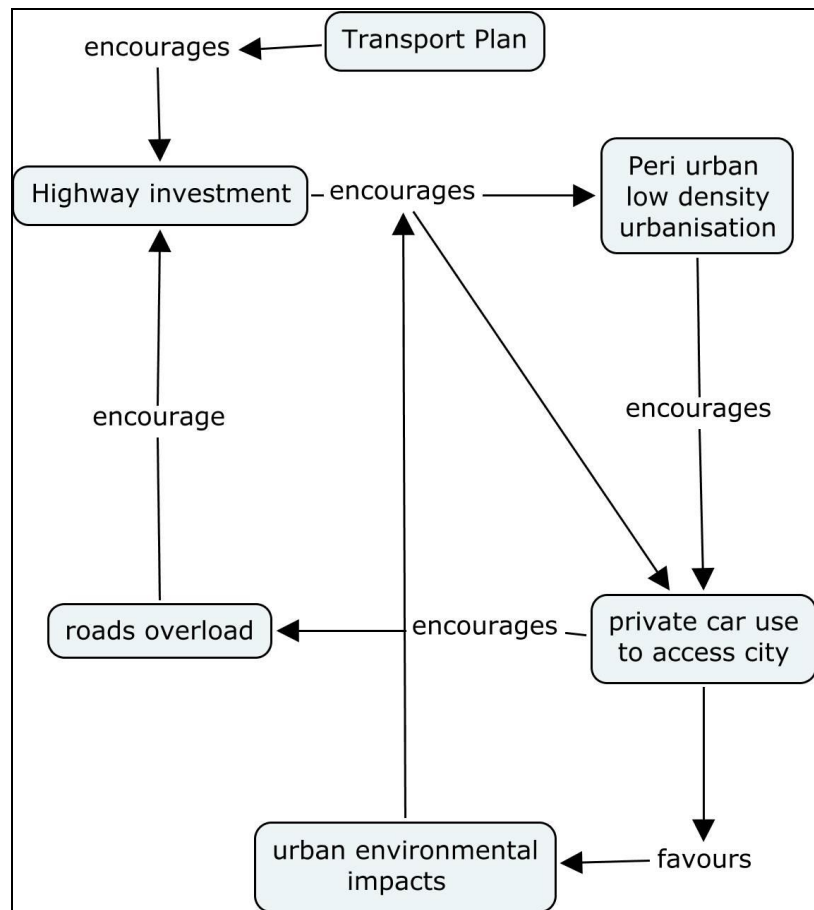 Transport Plan
encourages
Highway investment
encourages
Peri urban
low density
urbanisation
encourage
encourages
roads overload
encourages
private car use
to access city
urban environmental
impacts
favours